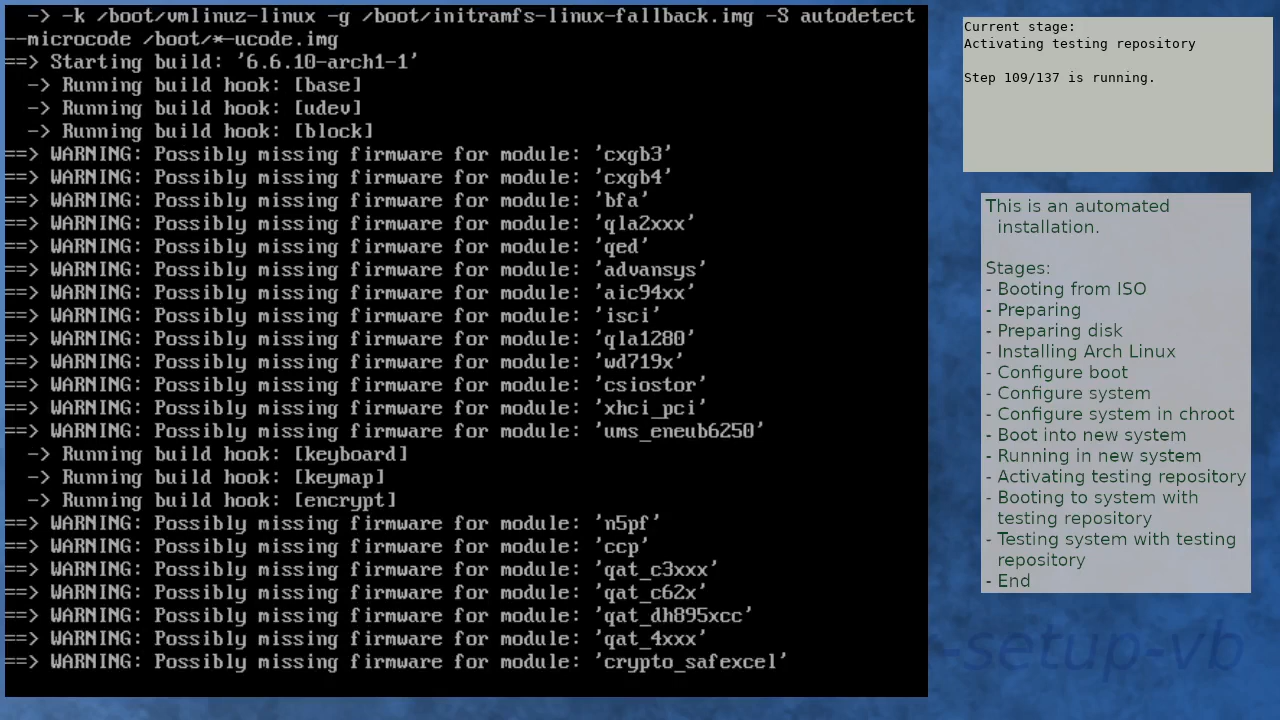 -> -k /boot/vmlinuz-linux -g /boot/initramfs-linux-fallback.img -S autodetect
--microcode /boot/*-ucode.img
==> Starting build: '6.6.10-arch1-1'
-> Running build hook: [base]
-> Running build hook: [udev]
-> Running build hook: [block]
==> WARNING: Possibly missing firmware for module: 'cxgb3'
==> WARNING: Possibly missing firmware for module: 'cxgb4'
==> WARNING: Possibly missing firmware for module: 'bfa'
==> WARNING: Possibly missing firmware for module: 'qla2xxx'
==> WARNING: Possibly missing firmware for module: 'qed'
==> WARNING: Possibly missing firmware for module: 'advansys'
==> WARNING: Possibly missing firmware for module: 'aic94xx'
==> WARNING: Possibly missing firmware for module: 'isci'
==> WARNING: Possibly missing firmware for module: 'qla1280'
==> WARNING: Possibly missing firmware for module: 'wd719x'
==> WARNING: Possibly missing firmware for module: 'csiostor'
==> WARNING: Possibly missing firmware for module: 'xhci_pci'
==> WARNING: Possibly missing firmware for module: 'ums_eneub6250'
-> Running build hook: [keyboard]
-> Running build hook: [keymap]
-> Running build hook: [encrypt]
==> WARNING: Possibly missing firmware for module: 'n5pf'
==> WARNING: Possibly missing firmware for module: 'ccp'
==> WARNING: Possibly missing firmware for module: 'qat_c3xxx'
==> WARNING: Possibly missing firmware for module: 'qat_c62x'
==> WARNING: Possibly missing firmware for module: 'qat_dh895xcc'
==> WARNING: Possibly missing firmware for module: 'qat_4xxx'
==> WARNING: Possibly missing firmware for module: 'crypto_safexcel'
Current stage:
Activating testing repository
Step 109/137 is running.
This is an automated
installation.
Stages:
- Booting from ISO
- Preparing
- Preparing disk
- Installing Arch Linux
- Configure boot
- Configure system
- Configure system in chroot
- Boot into new system
- Running in new system
- Activating testing repository
- Booting to system with
testing repository
- Testing system with testing
repository
- End
-setup-vb